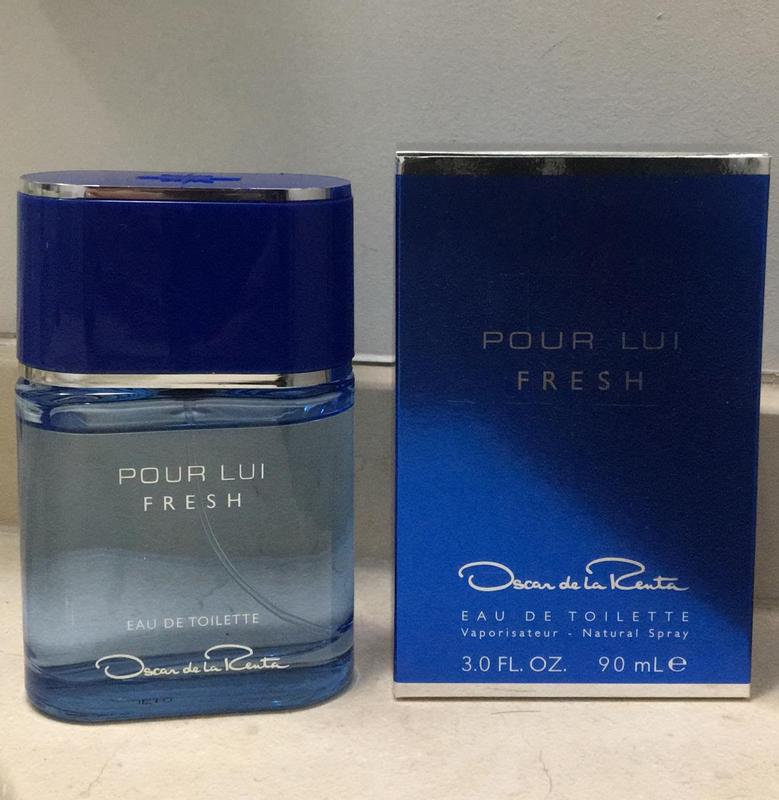 POUR LUI
FRESH
EAU DE TOILETTE
Oscar de la Renta
POUR LUI
FRESH
Oscar de la Renta
EAU DE TOILETTE
Vaporisateur - Natural Spray
3.0 FL. OZ. 90 mL ℮